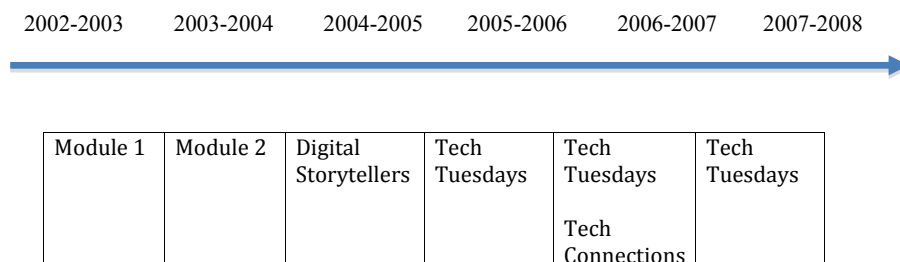 2002-2003 2003-2004 2004-2005 2005-2006 2006-2007 2007-2008
Module 1 Module 2 Digital Tech Tech Tech
Storytellers Tuesdays Tuesdays Tuesdays
Tech
Connections